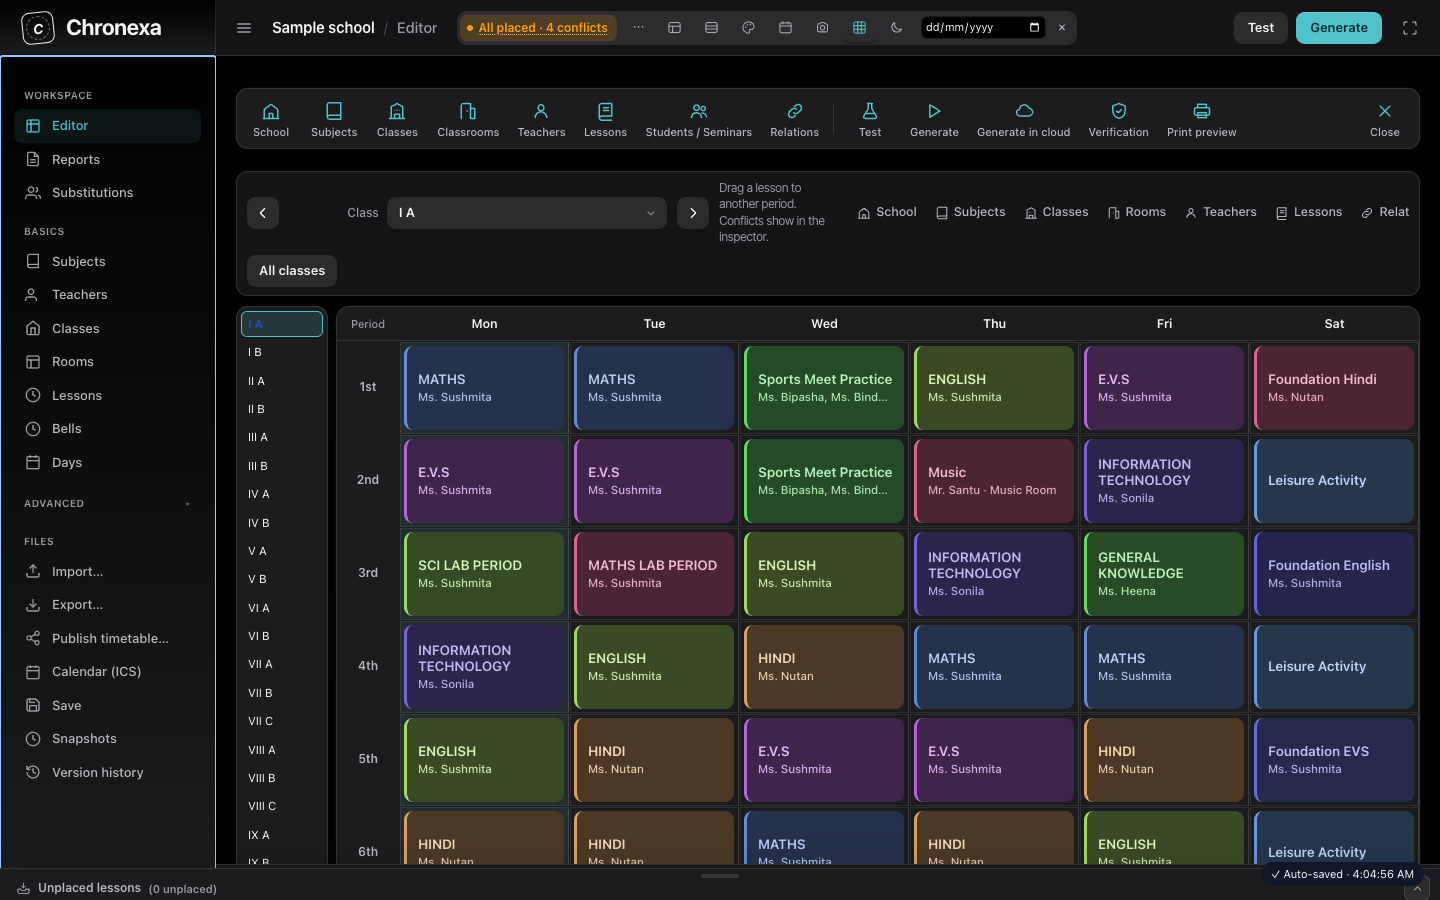 C
Chronexa
Sample school / Editor
All placed · 4 conflicts
dd/mm/yyyy
Test
Generate
WORKSPACE
Editor
Reports
Substitutions
BASICS
Subjects
Teachers
Classes
Rooms
Lessons
Bells
Days
ADVANCED
FILES
Import...
Export...
Publish timetable...
Calendar (ICS)
Save
Snapshots
Version history
School
Subjects
Classes
Classrooms
Teachers
Lessons
Students / Seminars
Relations
Test
Generate
Generate in cloud
Verification
Print preview
Close
Class
I A
Drag a lesson to
another period.
Conflicts show in the
inspector.
School
Subjects
Classes
Rooms
Teachers
Lessons
Relat
All classes
I A
I B
II A
II B
III A
III B
IV A
IV B
V A
V B
VI A
VI B
VII A
VII B
VII C
VIII A
VIII B
VIII C
IX A
IX B
Period Mon Tue Wed Thu Fri Sat
1st
MATHS
Ms. Sushmita
MATHS
Ms. Sushmita
Sports Meet Practice
Ms. Bipasha, Ms. Bind...
ENGLISH
Ms. Sushmita
E.V.S
Ms. Sushmita
Foundation Hindi
Ms. Nutan
2nd
E.V.S
Ms. Sushmita
E.V.S
Ms. Sushmita
Sports Meet Practice
Ms. Bipasha, Ms. Bind...
Music
Mr. Santu · Music Room
INFORMATION
TECHNOLOGY
Ms. Sonila
Leisure Activity
3rd
SCI LAB PERIOD
Ms. Sushmita
MATHS LAB PERIOD
Ms. Sushmita
ENGLISH
Ms. Sushmita
INFORMATION
TECHNOLOGY
Ms. Sonila
GENERAL
KNOWLEDGE
Ms. Heena
Foundation English
Ms. Sushmita
4th
INFORMATION
TECHNOLOGY
Ms. Sonila
ENGLISH
Ms. Sushmita
HINDI
Ms. Nutan
MATHS
Ms. Sushmita
MATHS
Ms. Sushmita
Leisure Activity
5th
ENGLISH
Ms. Sushmita
HINDI
Ms. Nutan
E.V.S
Ms. Sushmita
E.V.S
Ms. Sushmita
HINDI
Ms. Nutan
Foundation EVS
Ms. Sushmita
6th
HINDI
Ms. Nutan
HINDI
Ms. Nutan
MATHS
Ms. Sushmita
HINDI
Ms. Nutan
ENGLISH
Ms. Sushmita
Leisure Activity
✓ Auto-saved · 4:04:56 AM
Unplaced lessons (0 unplaced)